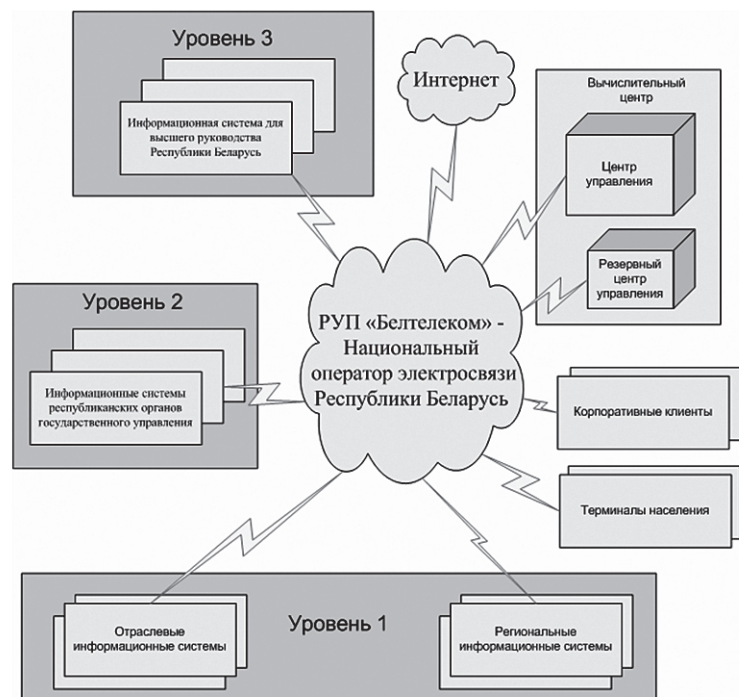 Уровень 3
Информационная система для
высшего руководства
Республики Беларусь
Интернет
Вычислительный
центр
Центр
управления
Резервный
центр
управления
Уровень 2
Информационные системы
республиканских органов
государственного управления
РУП «Белтелеком» -
Национальный
оператор электросвязи
Республики Беларусь
Корпоративные клиенты
Терминалы населения
Уровень 1
Отраслевые
информационные системы
Региональные
информационные системы